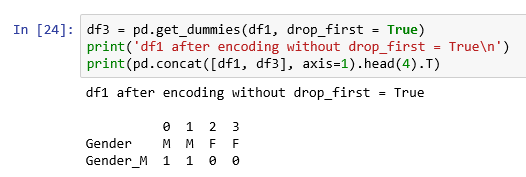 In [24]: df3 = pd.get_dummies(df1, drop_first = True)
print('df1 after encoding without drop_first = True\n')
print(pd.concat([df1, df3], axis=1).head(4).T)
df1 after encoding without drop_first = True
0 1 2 3
Gender M M F F
Gender_M 1 1 0 0